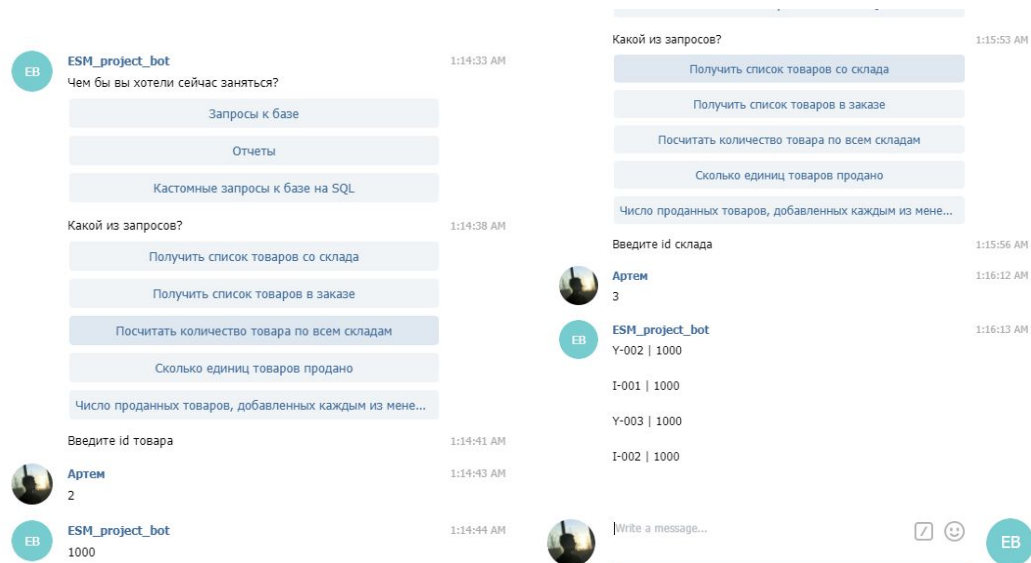 ESM_project_bot 1:14:33 AM
EB
Чем бы вы хотели сейчас заняться?
Запросы к базе
Отчеты
Кастомные запросы к базе на SQL
Какой из запросов? 1:14:38 AM
Получить список товаров со склада
Получить список товаров в заказе
Посчитать количество товара по всем складам
Сколько единиц товаров продано
Число проданных товаров, добавленных каждым из мене...
Введите id товара 1:14:41 AM
Артем 1:14:43 AM
2
ESM_project_bot 1:14:44 AM
EB
1000
Какой из запросов? 1:15:53 AM
Получить список товаров со склада
Получить список товаров в заказе
Посчитать количество товара по всем складам
Сколько единиц товаров продано
Число проданных товаров, добавленных каждым из мене...
Введите id склада 1:15:56 AM
Артем 1:16:12 AM
3
ESM_project_bot 1:16:13 AM
EB
Y-002 | 1000
I-001 | 1000
Y-003 | 1000
I-002 | 1000
Write a message...
EB